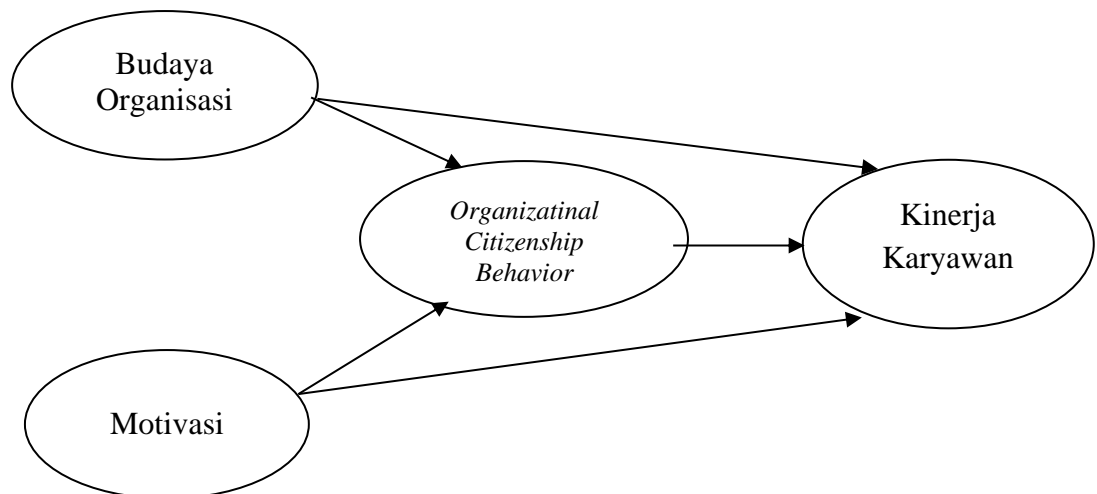 Budaya
Organisasi
Organizatinal
Citizenship
Behavior
Kinerja
Karyawan
Motivasi